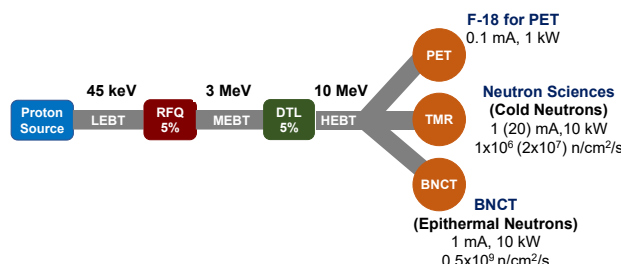 F-18 for PET
0.1 mA, 1 kW
PET
45 keV
3 MeV
10 MeV
Proton
Source
LEBT
RFQ
5%
MEBT
DTL
5%
HEBT
TMR
Neutron Sciences
(Cold Neutrons)
1 (20) mA,10 kW
1x10⁶ (2x10⁷) n/cm²/s
BNCT
BNCT
(Epithermal Neutrons)
1 mA, 10 kW
0.5x10⁹ n/cm²/s